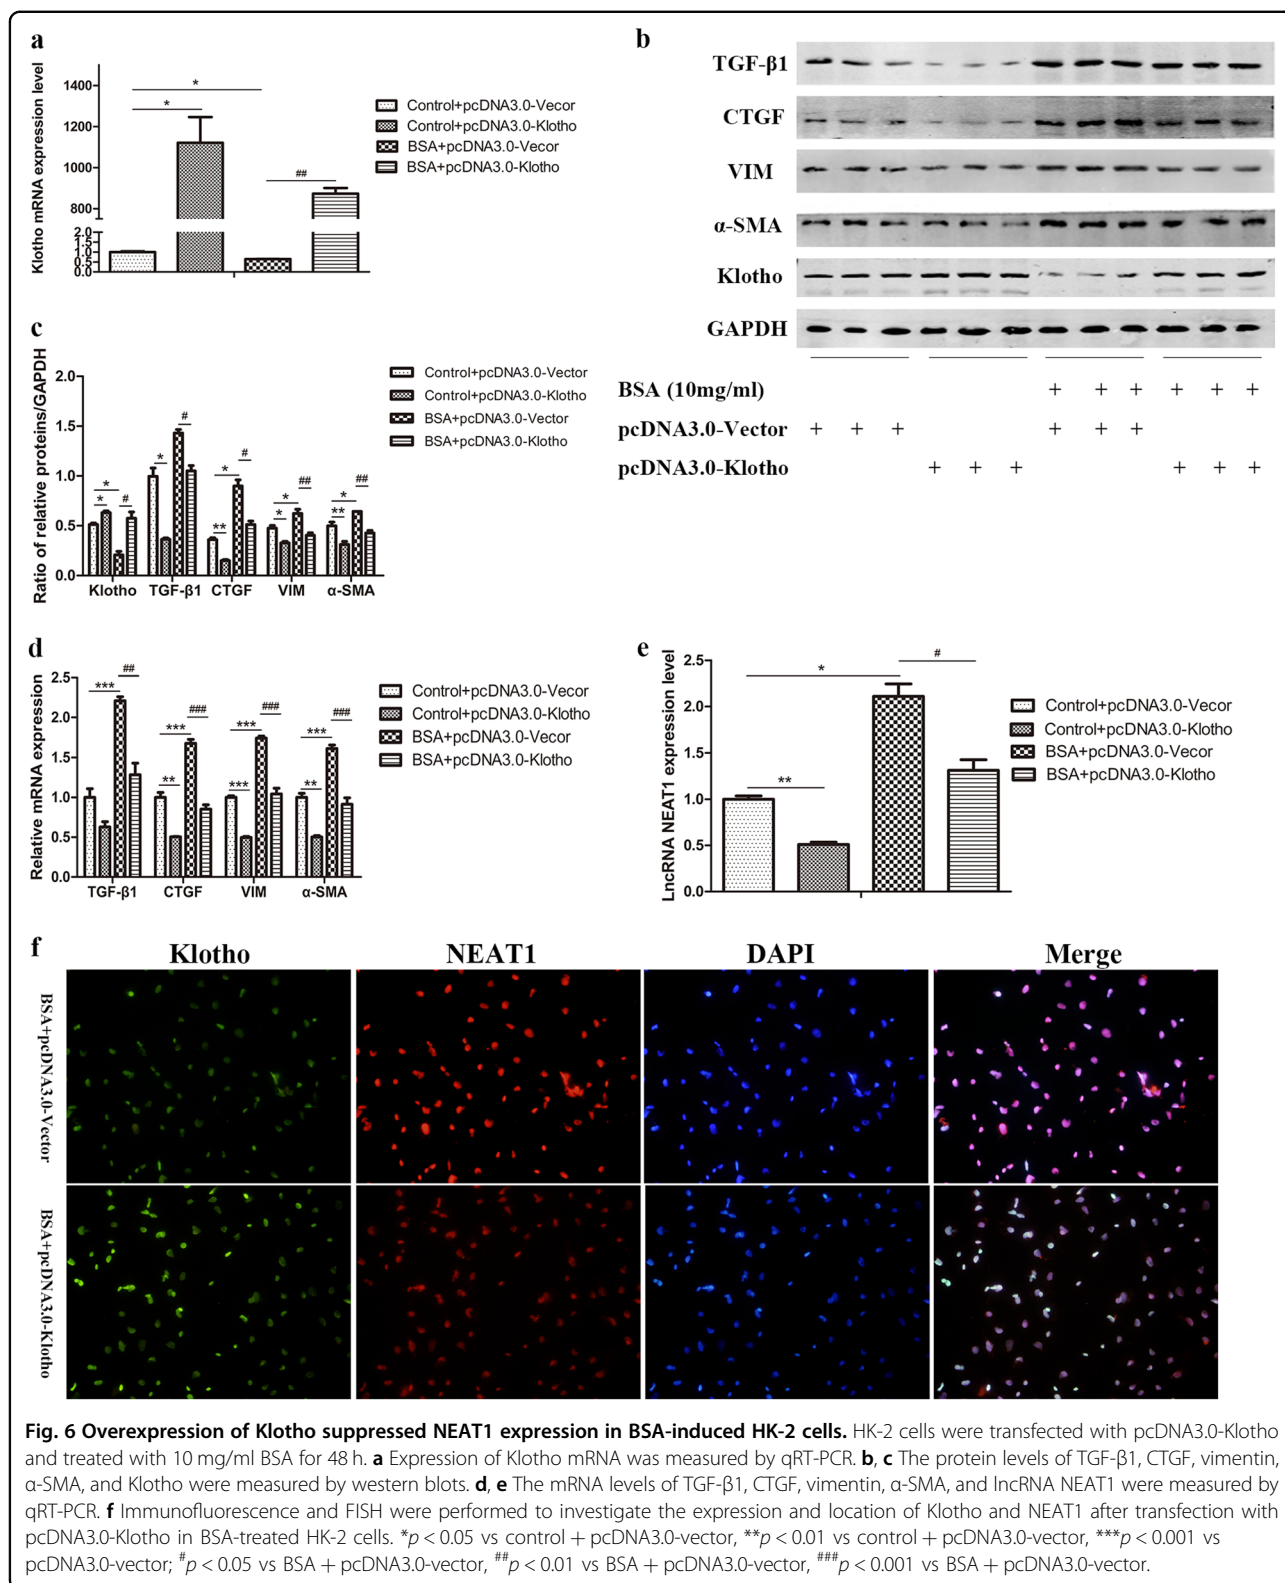 a
Klotho mRNA expression level
1400
1200
1000
800
2.0
1.5
1.0
0.5
0.0
*
*
##
Control+pcDNA3.0-Vecor
Control+pcDNA3.0-Klotho
BSA+pcDNA3.0-Vecor
BSA+pcDNA3.0-Klotho
b
TGF-β1
CTGF
VIM
α-SMA
Klotho
GAPDH
BSA (10mg/ml) + + + + + +
pcDNA3.0-Vector + + + + + +
pcDNA3.0-Klotho + + + + + +
c
Ratio of relative proteins/GAPDH
2.0
1.5
1.0
0.5
0.0
* * #
* #
** * #
* * ##
** * ##
Klotho TGF-β1 CTGF VIM α-SMA
Control+pcDNA3.0-Vector
Control+pcDNA3.0-Klotho
BSA+pcDNA3.0-Vector
BSA+pcDNA3.0-Klotho
d
Relative mRNA expression
2.5
2.0
1.5
1.0
0.5
0.0
*** ##
** *** ###
*** *** ###
** *** ###
TGF-β1 CTGF VIM α-SMA
Control+pcDNA3.0-Vecor
Control+pcDNA3.0-Klotho
BSA+pcDNA3.0-Vecor
BSA+pcDNA3.0-Klotho
e
LncRNA NEAT1 expression level
2.5
2.0
1.5
1.0
0.5
0.0
**
*
#
Control+pcDNA3.0-Vecor
Control+pcDNA3.0-Klotho
BSA+pcDNA3.0-Vecor
BSA+pcDNA3.0-Klotho
f
Klotho NEAT1 DAPI Merge
BSA+pcDNA3.0-Vector
BSA+pcDNA3.0-Klotho
Fig. 6 Overexpression of Klotho suppressed NEAT1 expression in BSA-induced HK-2 cells. HK-2 cells were transfected with pcDNA3.0-Klotho
and treated with 10 mg/ml BSA for 48 h. a Expression of Klotho mRNA was measured by qRT-PCR. b, c The protein levels of TGF-β1, CTGF, vimentin,
α-SMA, and Klotho were measured by western blots. d, e The mRNA levels of TGF-β1, CTGF, vimentin, α-SMA, and lncRNA NEAT1 were measured by
qRT-PCR. f Immunofluorescence and FISH were performed to investigate the expression and location of Klotho and NEAT1 after transfection with
pcDNA3.0-Klotho in BSA-treated HK-2 cells. *p < 0.05 vs control + pcDNA3.0-vector, **p < 0.01 vs control + pcDNA3.0-vector, ***p < 0.001 vs
pcDNA3.0-vector; #p < 0.05 vs BSA + pcDNA3.0-vector, ##p < 0.01 vs BSA + pcDNA3.0-vector, ###p < 0.001 vs BSA + pcDNA3.0-vector.